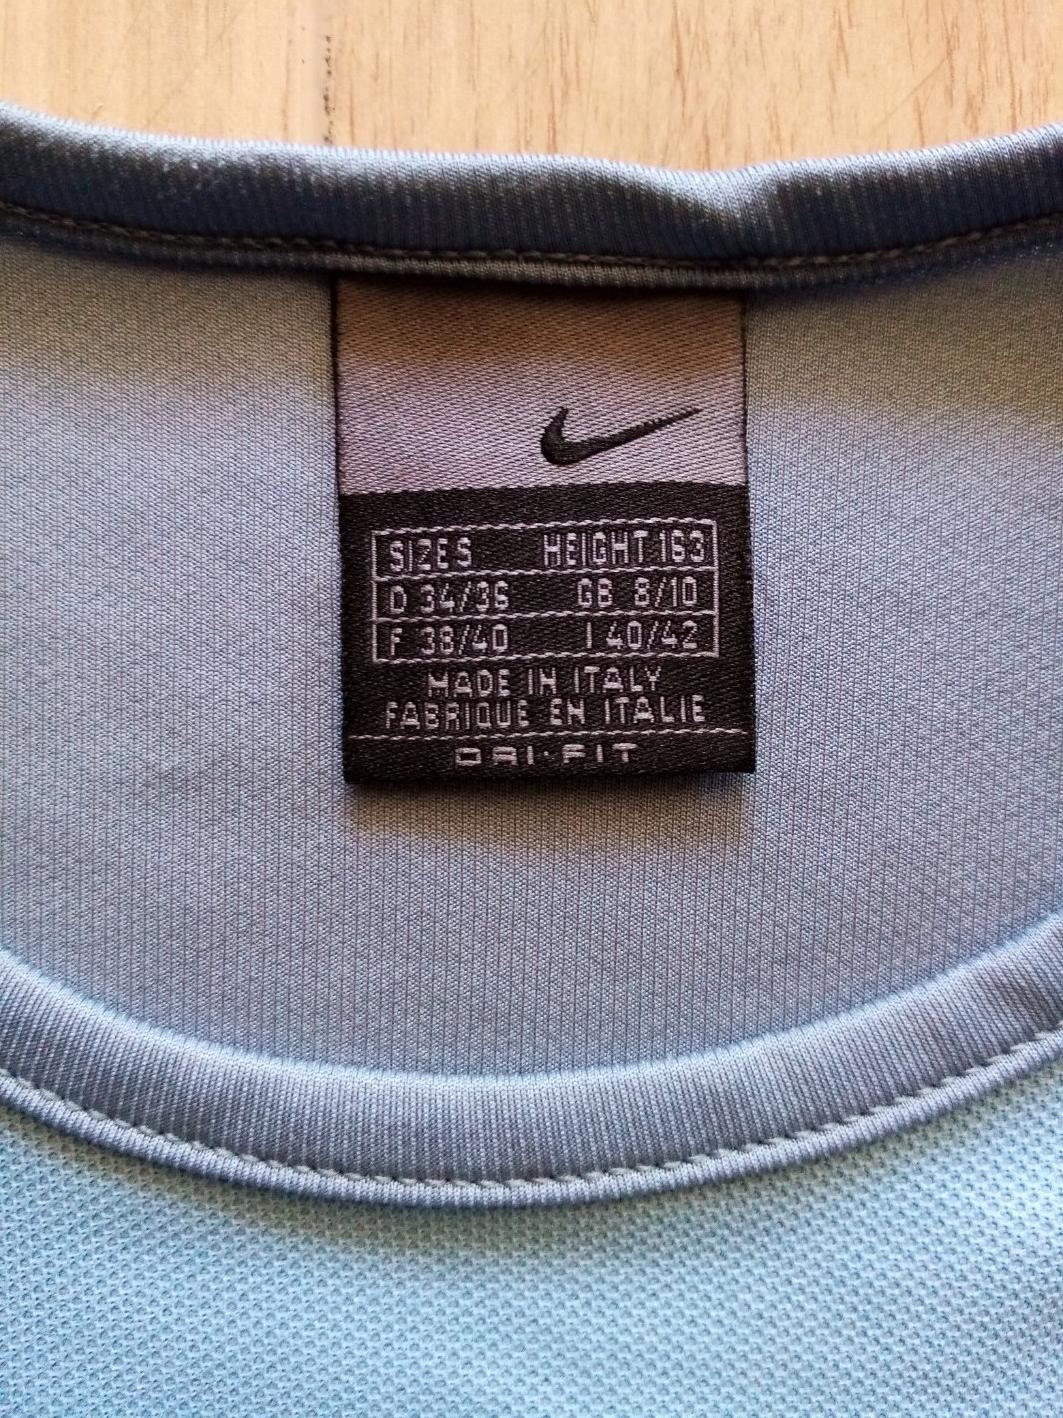 SIZE S HEIGHT 163
D 34/36 GB 8/10
F 38/40 I 40/42
MADE IN ITALY
FABRIQUE EN ITALIE
DRI·FIT